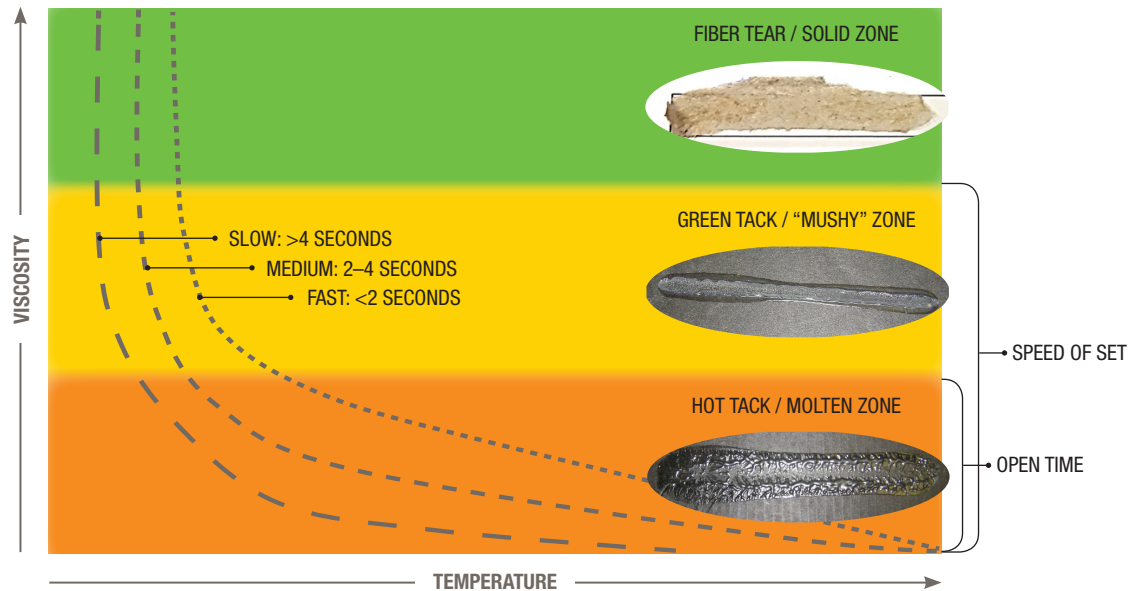 FIBER TEAR / SOLID ZONE
GREEN TACK / “MUSHY” ZONE
SLOW: >4 SECONDS
MEDIUM: 2–4 SECONDS
FAST: <2 SECONDS
VISCOSITY
SPEED OF SET
HOT TACK / MOLTEN ZONE
OPEN TIME
TEMPERATURE